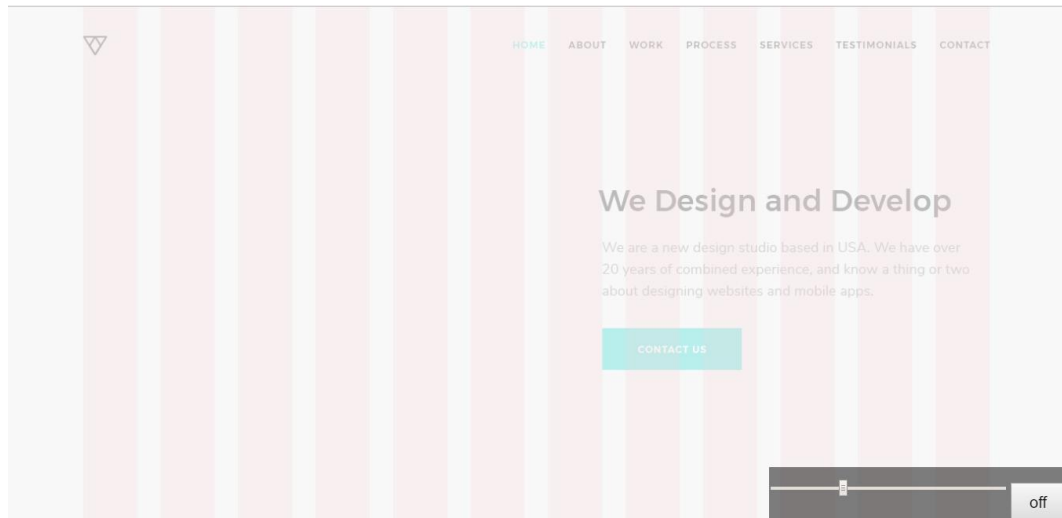 HOME ABOUT WORK PROCESS SERVICES TESTIMONIALS CONTACT
We Design and Develop
We are a new design studio based in USA. We have over
20 years of combined experience, and know a thing or two
about designing websites and mobile apps.
CONTACT US
off